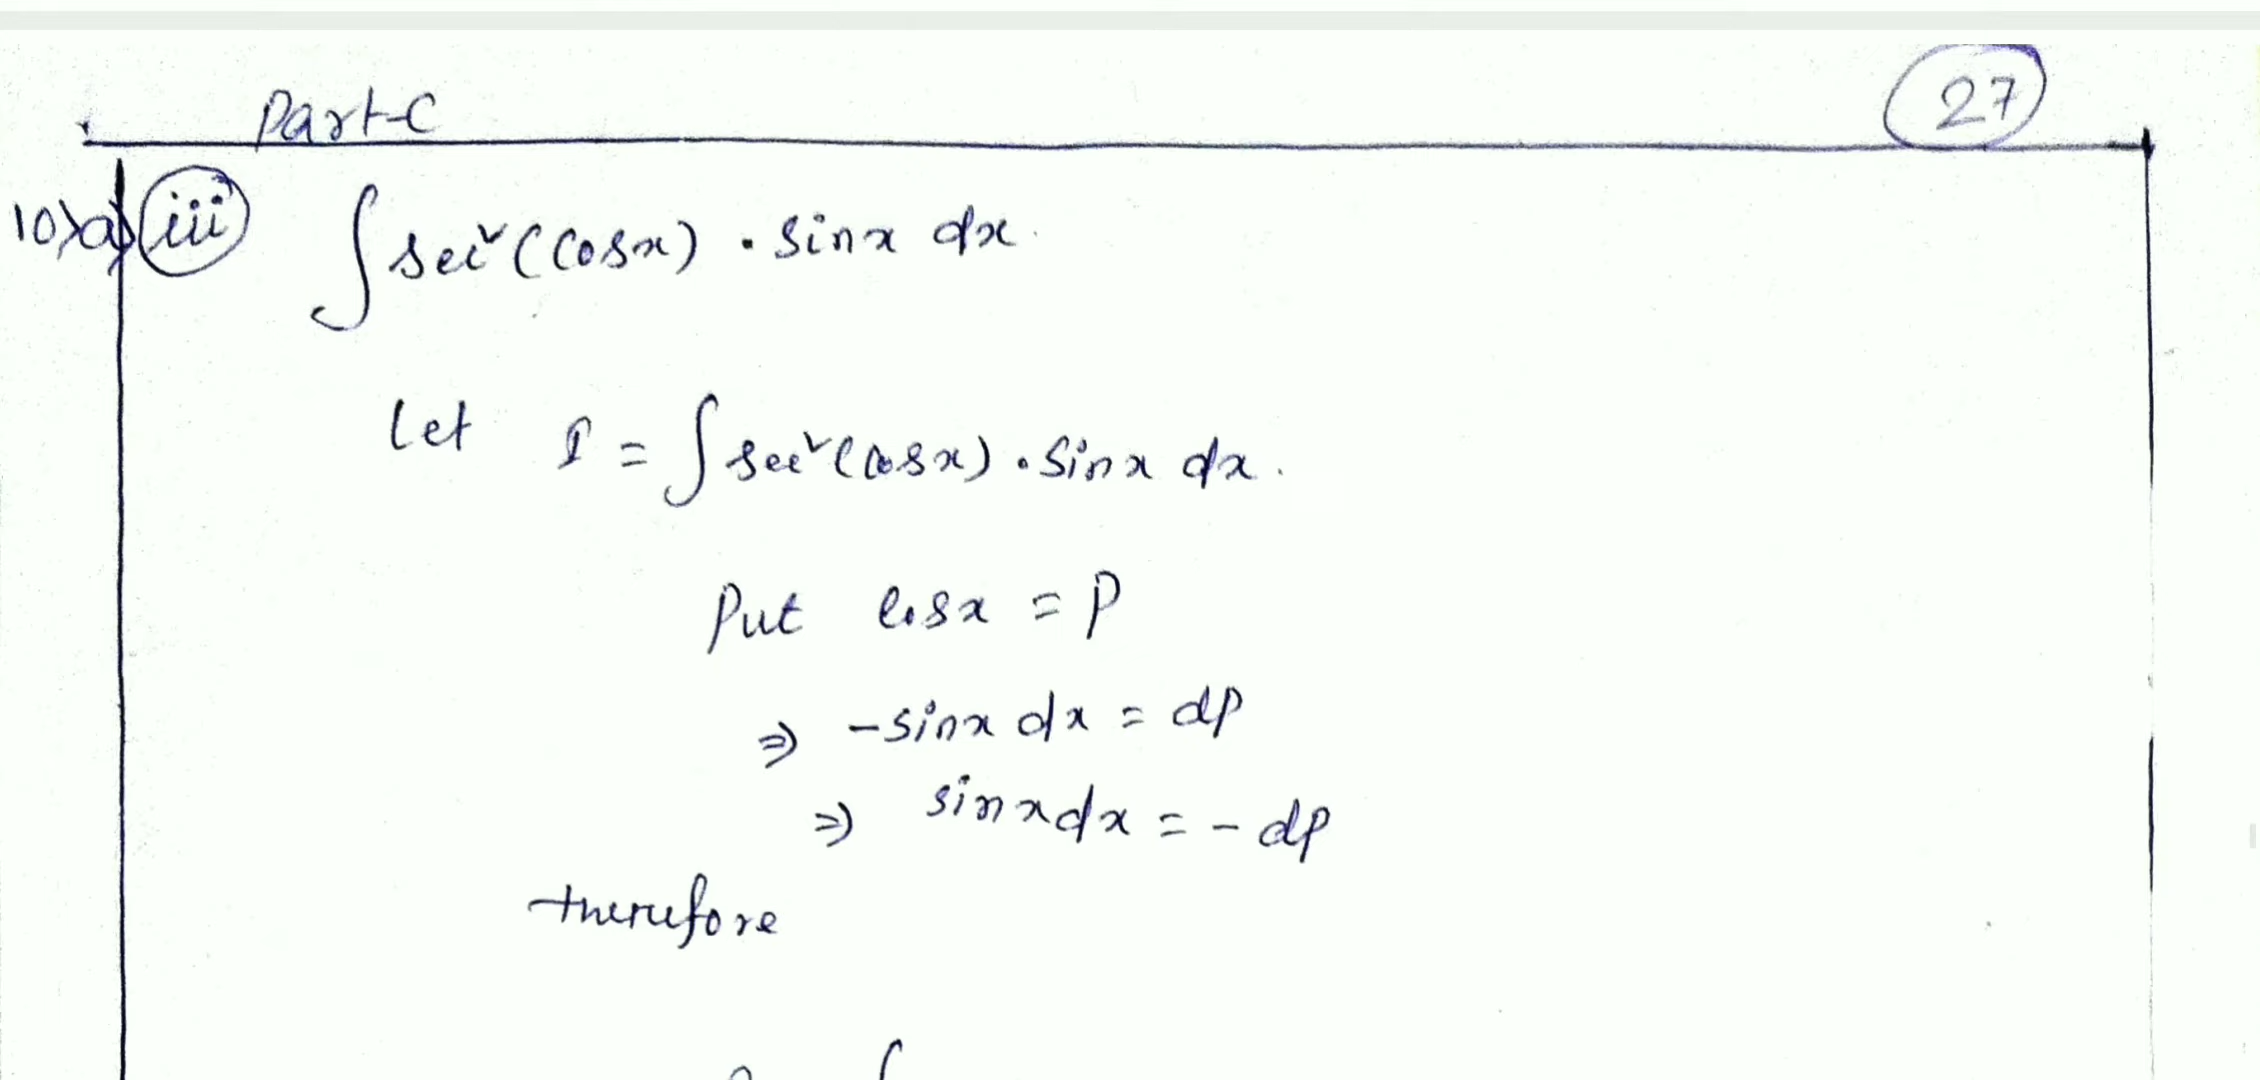 Part-C
27
10)a) iii ∫ sec²(cosx) . sinx dx.
Let I = ∫ sec²(cosx) . sinx dx.
Put cosx = p
⇒ -sinx dx = dp
⇒ sinx dx = - dp
therefore